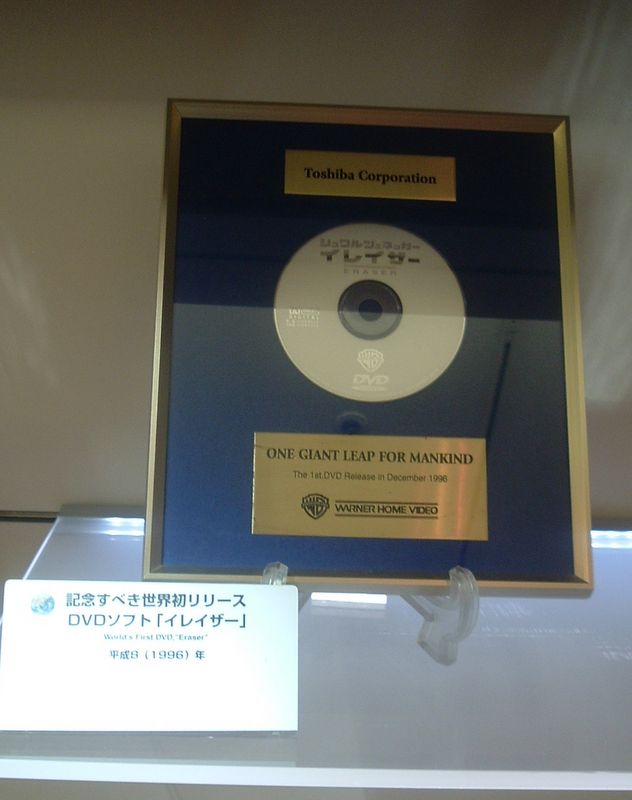 Toshiba Corporation
シュワルツェネッガー
イレイザー
ERASER
DIGITAL
DVD
ONE GIANT LEAP FOR MANKIND
The 1st.DVD Release in December 1996
WARNER HOME VIDEO
記念すべき世界初リリース
DVDソフト「イレイザー」
World's First DVD,"Eraser"
平成8（1996）年